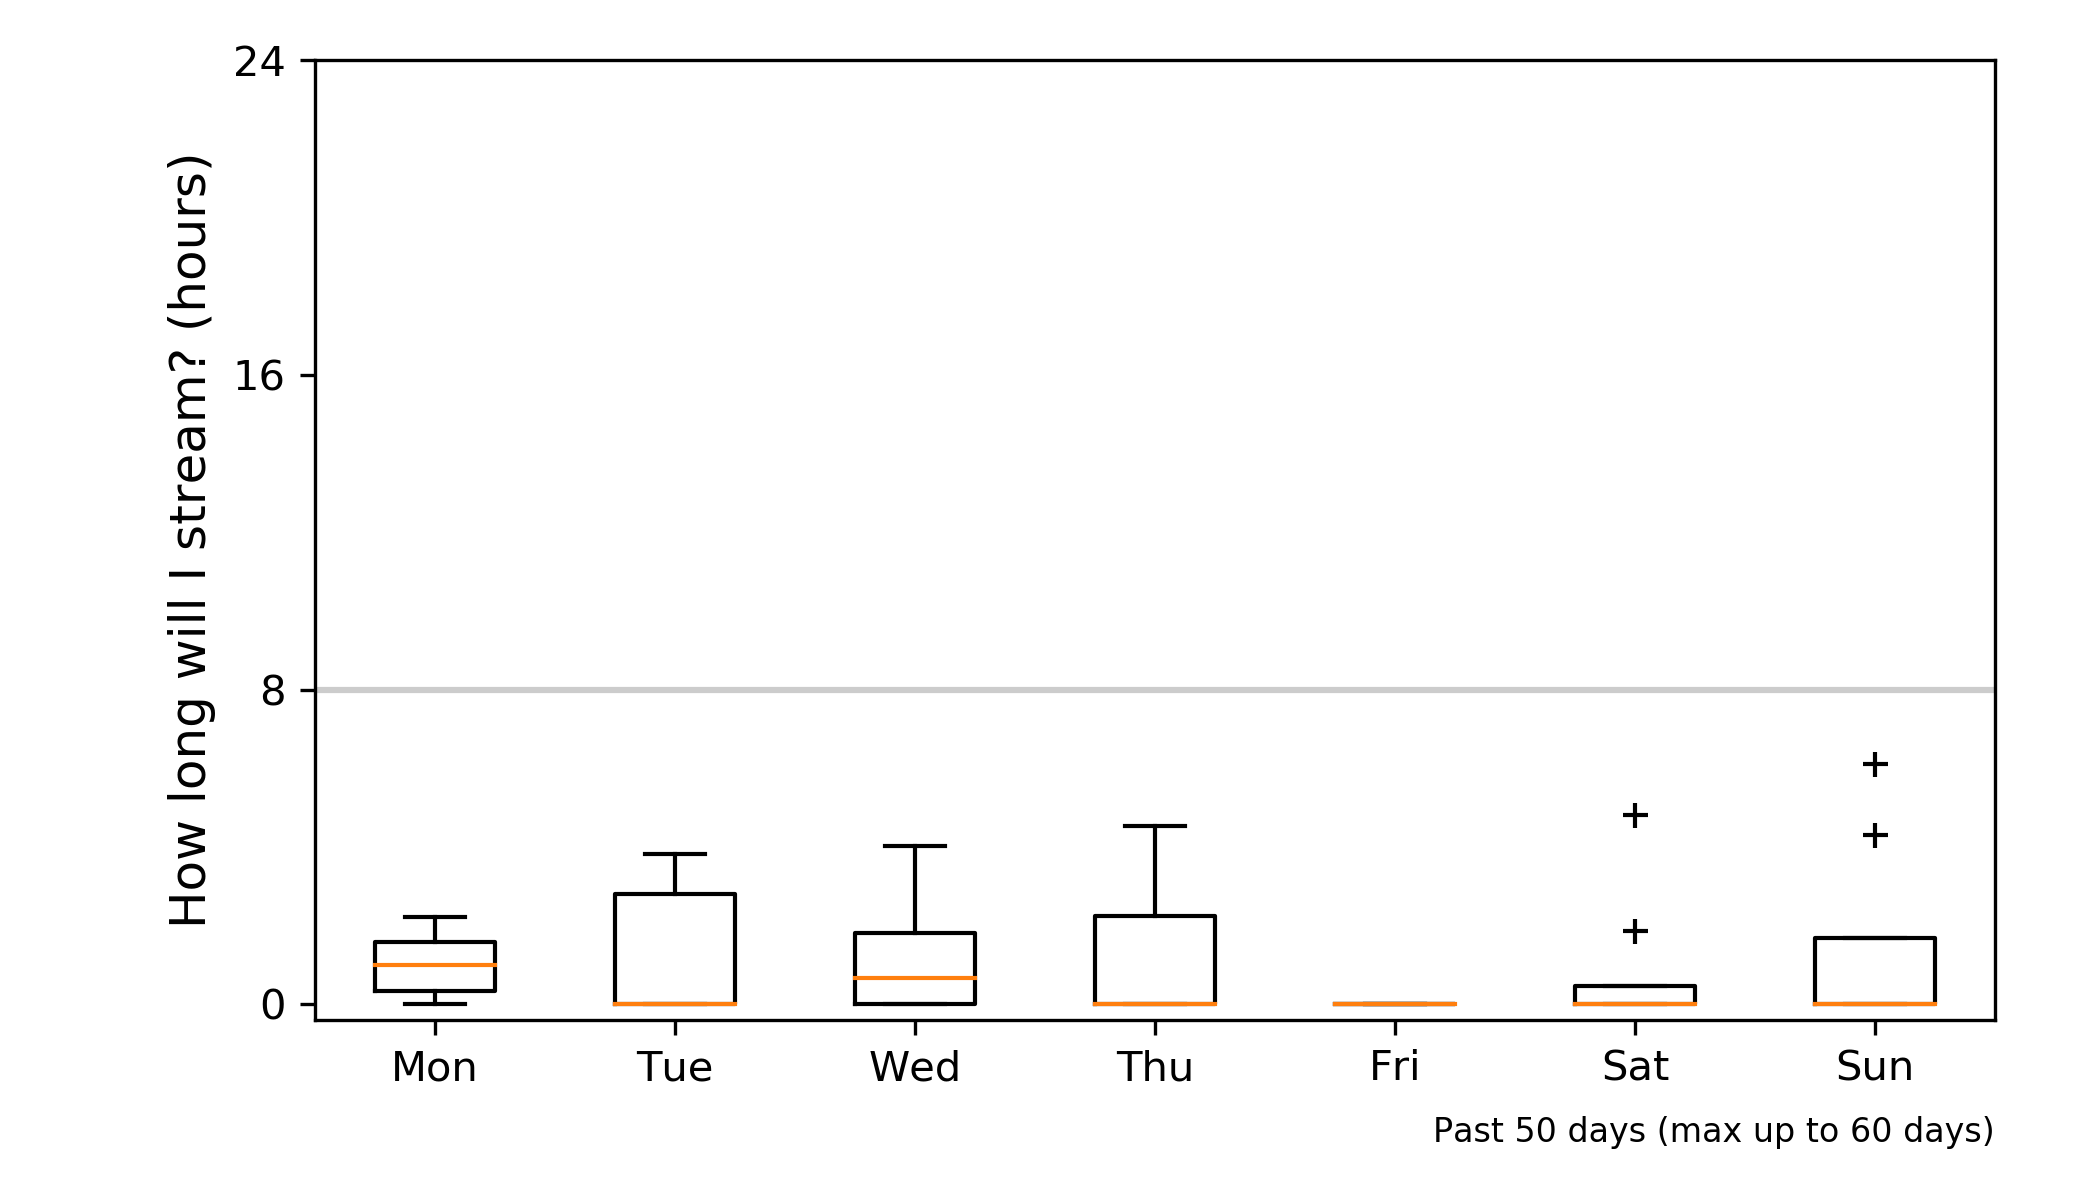 How long will I stream? (hours)
24
16
8
0
Mon Tue Wed Thu Fri Sat Sun
Past 50 days (max up to 60 days)